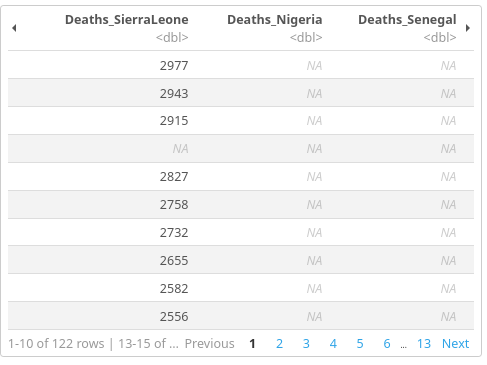 Deaths_SierraLeone Deaths_Nigeria Deaths_Senegal
<dbl> <dbl> <dbl>
2977 NA NA
2943 NA NA
2915 NA NA
NA NA NA
2827 NA NA
2758 NA NA
2732 NA NA
2655 NA NA
2582 NA NA
2556 NA NA
1-10 of 122 rows | 13-15 of ... Previous 1 2 3 4 5 6 ... 13 Next